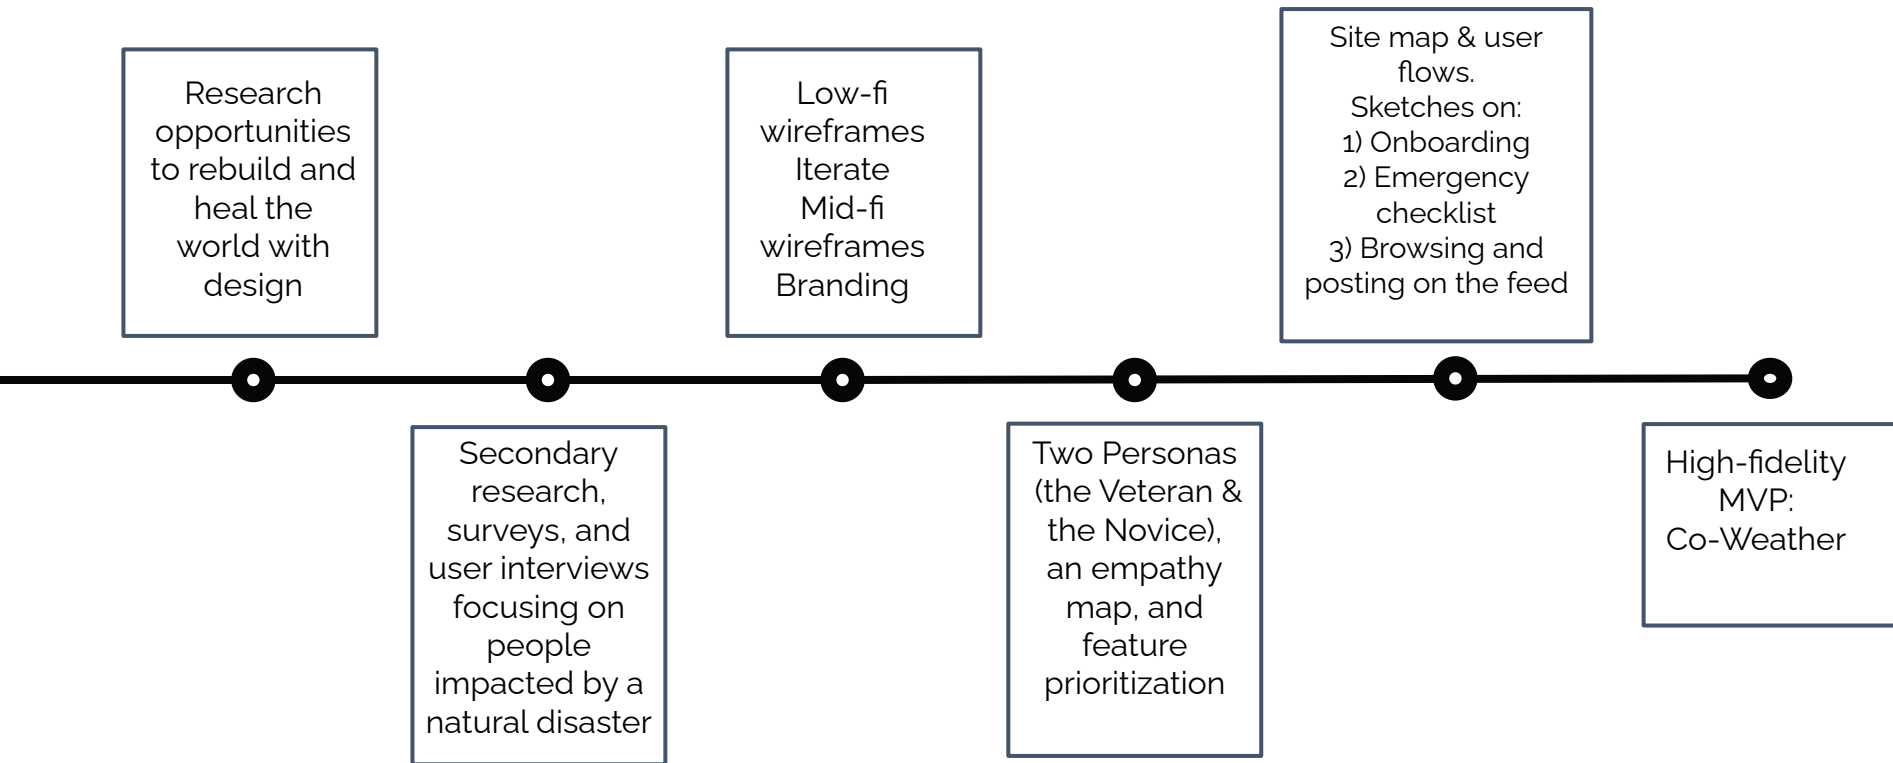 Research
opportunities
to rebuild and
heal the
world with
design
Secondary
research,
surveys, and
user interviews
focusing on
people
impacted by a
natural disaster
Low-fi
wireframes
Iterate
Mid-fi
wireframes
Branding
Two Personas
(the Veteran &
the Novice),
an empathy
map, and
feature
prioritization
Site map & user
flows.
Sketches on:
1) Onboarding
2) Emergency
checklist
3) Browsing and
posting on the feed
High-fidelity
MVP:
Co-Weather